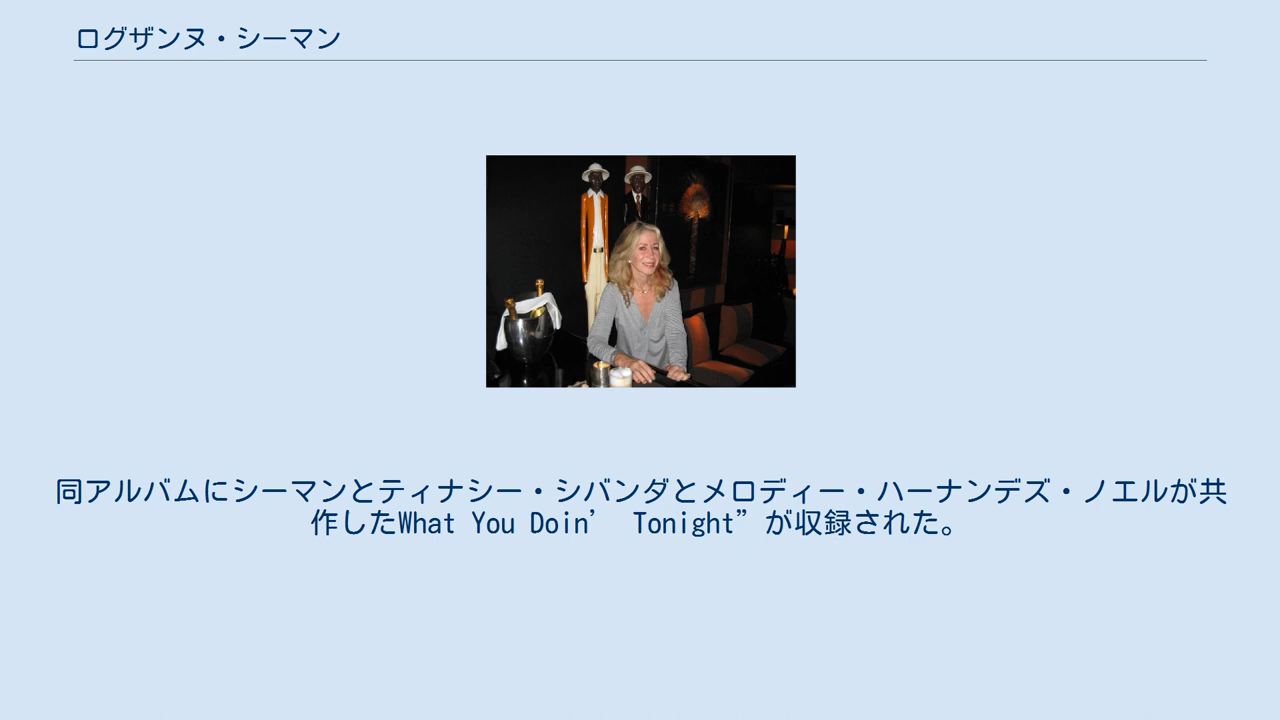 ログザンヌ・シーマン
同アルバムにシーマンとティナシー・シバンダとメロディー・ハーナンデズ・ノエルが共
作したWhat You Doin’ Tonight”が収録された。